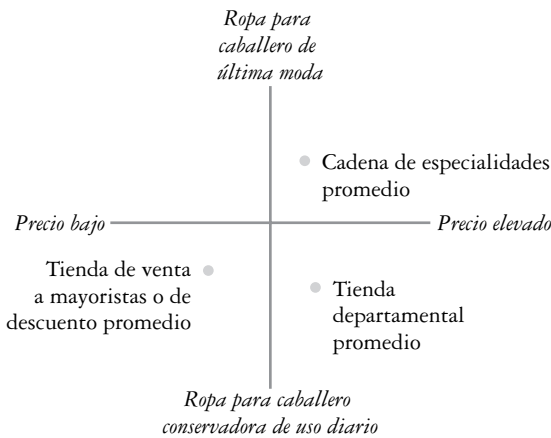 Ropa para
caballero de
última moda
Cadena de especialidades
promedio
Precio bajo
Precio elevado
Tienda de venta
a mayoristas o de
descuento promedio
Tienda
departamental
promedio
Ropa para caballero
conservadora de uso diario